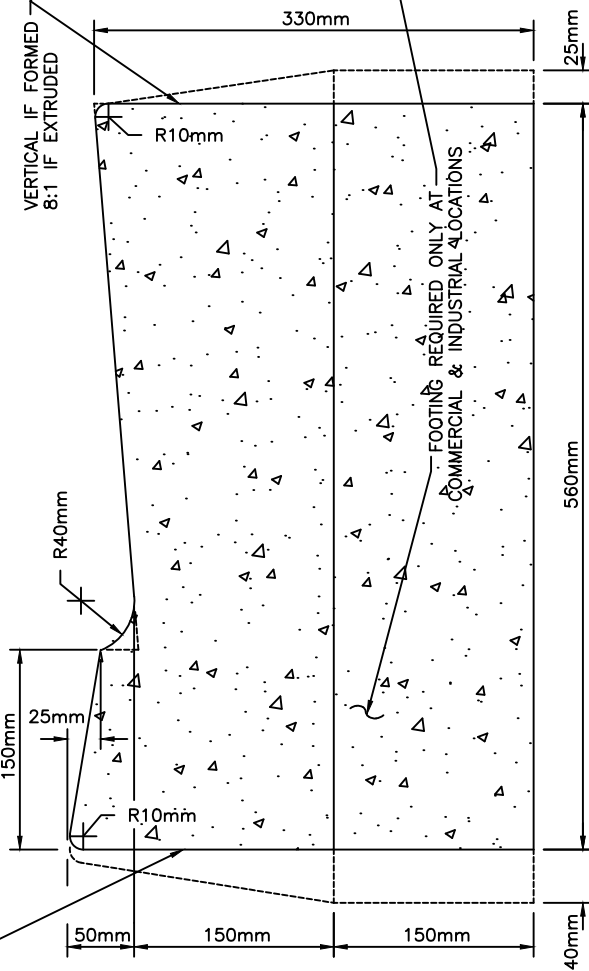 330mm
25mm
VERTICAL IF FORMED
8:1 IF EXTRUDED
R10mm
FOOTING REQUIRED ONLY AT
COMMERCIAL & INDUSTRIAL LOCATIONS
560mm
R40mm
150mm
25mm
R10mm
50mm
150mm
150mm
40mm